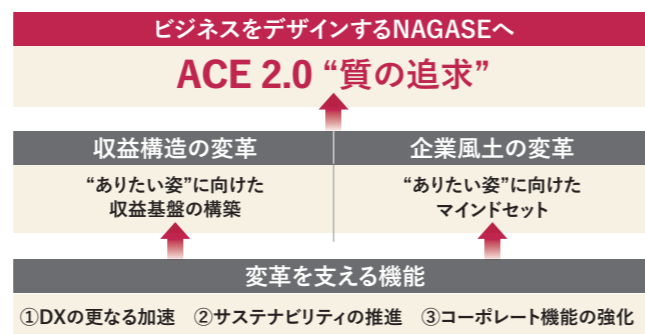 ビジネスをデザインするNAGASEへ
ACE 2.0 “質の追求”
収益構造の変革
企業風土の変革
“ありたい姿”に向けた
収益基盤の構築
“ありたい姿”に向けた
マインドセット
変革を支える機能
①DXの更なる加速 ②サステナビリティの推進 ③コーポレート機能の強化